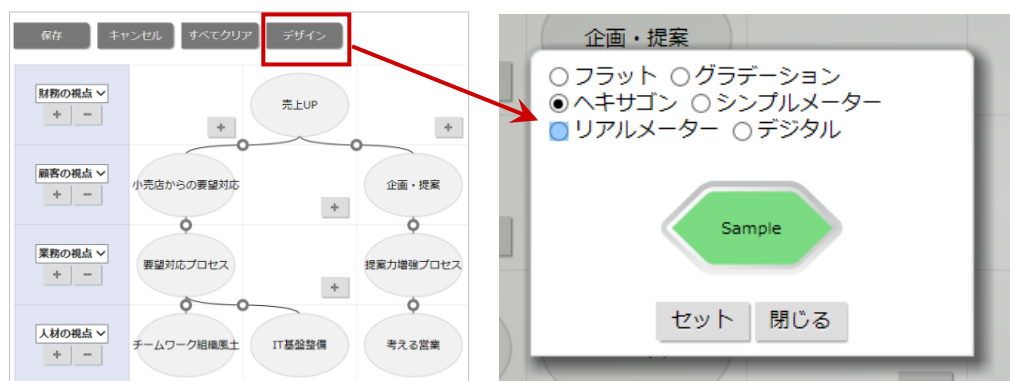 保存 キャンセル すべてクリア デザイン
財務の視点
+ −
売上UP
+ +
顧客の視点
+ −
小売店からの要望対応 企画・提案
+
業務の視点
+ −
要望対応プロセス 提案力増強プロセス
+
人材の視点
+ −
チームワーク組織風土 IT基盤整備 考える営業
企画・提案
フラット グラデーション
ヘキサゴン シンプルメーター
リアルメーター デジタル
Sample
セット 閉じる